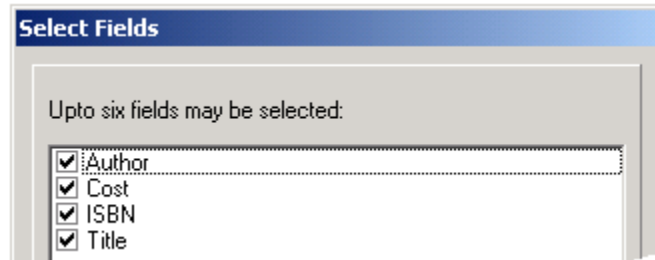 Select Fields
Upto six fields may be selected:
Author
Cost
ISBN
Title